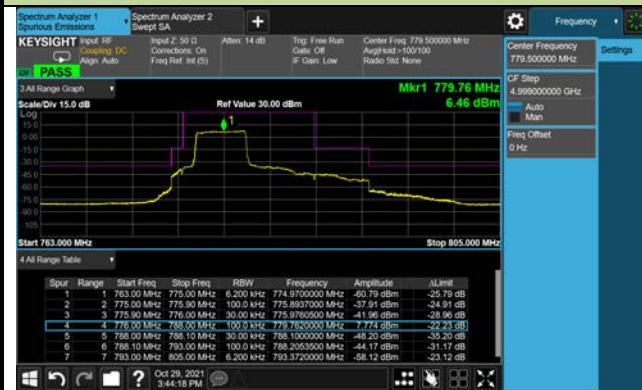 Spectrum Analyzer 1
Spurious Emissions
Spectrum Analyzer 2
Swept SA
+
Frequency
KEYSIGHT
Input: RF
Coupling: DC
Align: Auto
Input Z: 50 Ω
Corrections: On
Freq Ref: Int (S)
Atten: 14 dB
Trig: Free Run
Gate: Off
IF Gain: Low
Center Freq: 779.500000 MHz
Avg|Hold:>100/100
Radio Std: None
PASS
Center Frequency
779.500000 MHz
Settings
CF Step
4.999000000 GHz
Auto
Man
Freq Offset
0 Hz
3 All Range Graph
Mkr1 779.76 MHz
6.46 dBm
Scale/Div 15.0 dB
Ref Value 30.00 dBm
Log
15.0
0.00
-15.0
-30.0
-45.0
-60.0
-75.0
-90.0
-105
1
Start 763.000 MHz
Stop 805.000 MHz
4 All Range Table
Spur Range Start Freq Stop Freq RBW Frequency Amplitude ΔLimit
1 1 763.00 MHz 775.00 MHz 6.200 kHz 774.9700000 MHz -60.79 dBm -25.79 dB
2 2 775.00 MHz 775.90 MHz 100.0 kHz 775.8937000 MHz -37.91 dBm -25.91 dB
3 3 775.90 MHz 776.00 MHz 30.00 kHz 775.9760500 MHz -41.96 dBm -28.96 dB
4 4 776.00 MHz 788.00 MHz 100.0 kHz 779.7620000 MHz 7.774 dBm -22.23 dB
5 5 788.00 MHz 788.10 MHz 30.00 kHz 788.1000000 MHz -48.20 dBm -35.20 dB
6 6 788.10 MHz 793.00 MHz 100.0 kHz 788.2053500 MHz -44.17 dBm -31.17 dB
7 7 793.00 MHz 805.00 MHz 6.200 kHz 793.3720000 MHz -58.12 dBm -23.12 dB
Oct 29, 2021
3:44:18 PM